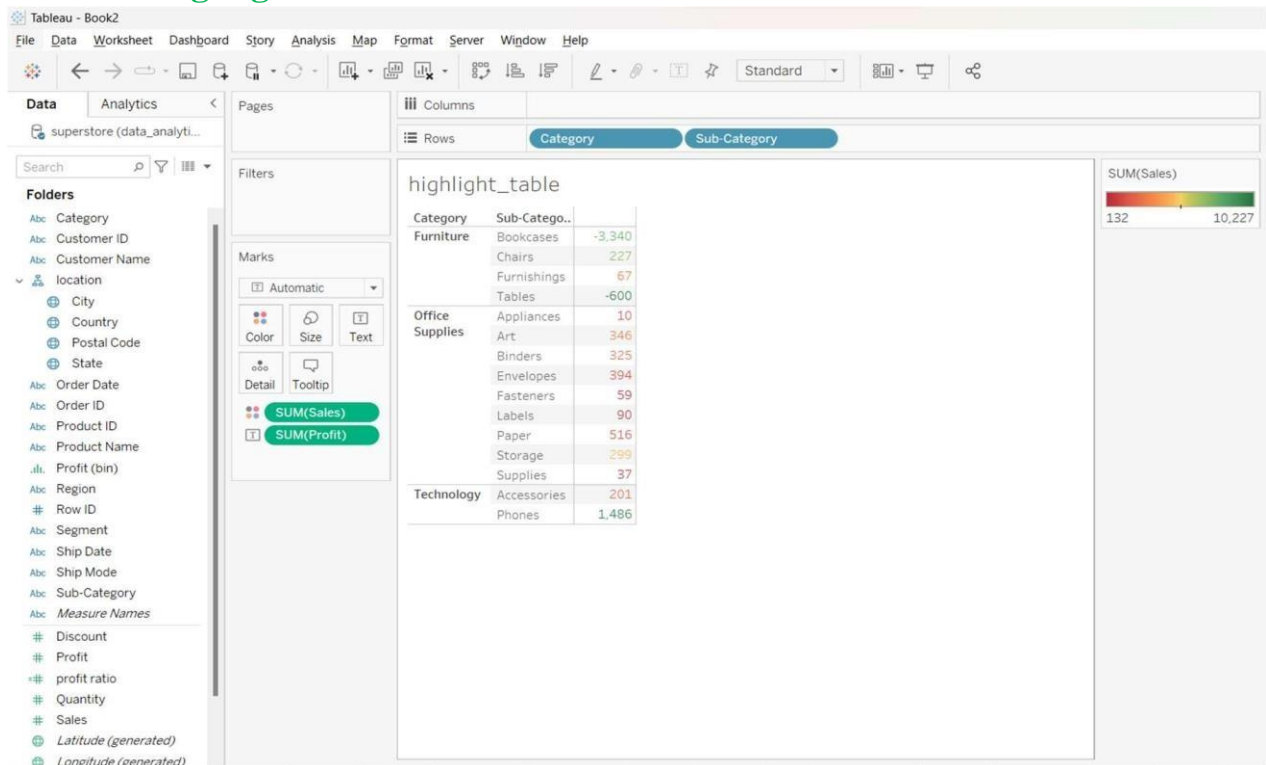 Tableau - Book2
File Data Worksheet Dashboard Story Analysis Map Format Server Window Help
Standard
Data Analytics
superstore (data_analyti...
Search
Folders
Abc Category
Abc Customer ID
Abc Customer Name
location
City
Country
Postal Code
State
Abc Order Date
Abc Order ID
Abc Product ID
Abc Product Name
Profit (bin)
Abc Region
# Row ID
Abc Segment
Abc Ship Date
Abc Ship Mode
Abc Sub-Category
Abc Measure Names
# Discount
# Profit
=# profit ratio
# Quantity
# Sales
Latitude (generated)
Longitude (generated)
Pages
Filters
Marks
T Automatic
Color Size Text
Detail Tooltip
SUM(Sales)
T SUM(Profit)
iii Columns
Rows Category Sub-Category
highlight_table
Category Sub-Catego..
Furniture Bookcases -3,340
Chairs 227
Furnishings 67
Tables -600
Office Supplies Appliances 10
Art 346
Binders 325
Envelopes 394
Fasteners 59
Labels 90
Paper 516
Storage 299
Supplies 37
Technology Accessories 201
Phones 1,486
SUM(Sales)
132 10,227